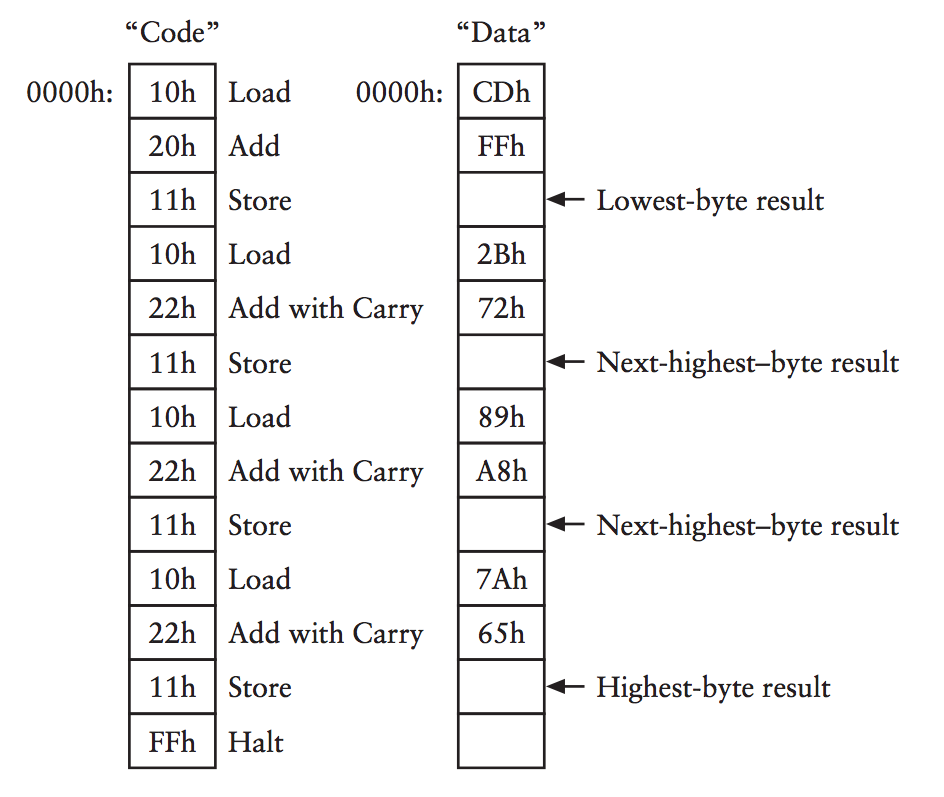 “Code” “Data”
0000h: 10h Load 0000h: CDh
20h Add FFh
11h Store Lowest-byte result
10h Load 2Bh
22h Add with Carry 72h
11h Store Next-highest–byte result
10h Load 89h
22h Add with Carry A8h
11h Store Next-highest–byte result
10h Load 7Ah
22h Add with Carry 65h
11h Store Highest-byte result
FFh Halt